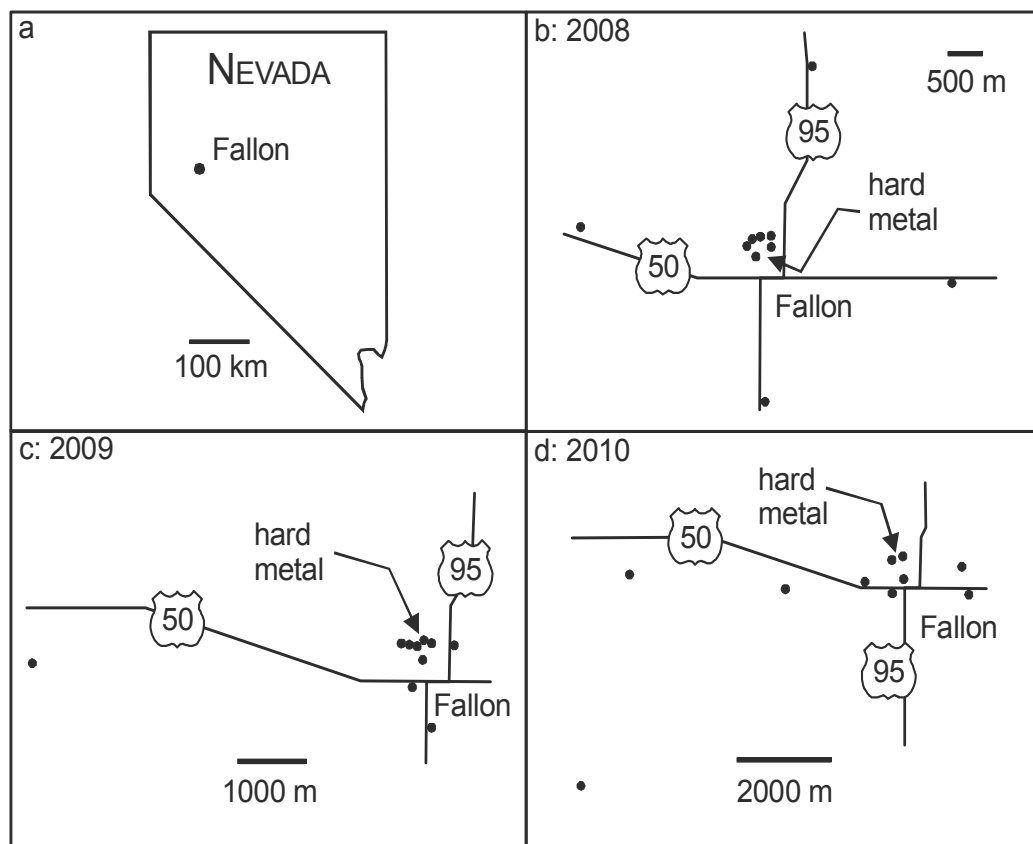 a
NEVADA
Fallon
100 km
b: 2008
500 m
95
hard
metal
50
Fallon
c: 2009
hard
metal
95
50
Fallon
1000 m
d: 2010
hard
metal
50
Fallon
95
2000 m